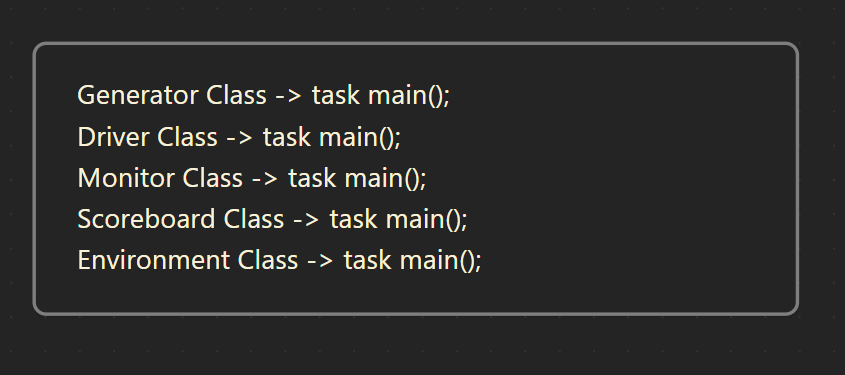 Generator Class -> task main();
Driver Class -> task main();
Monitor Class -> task main();
Scoreboard Class -> task main();
Environment Class -> task main();